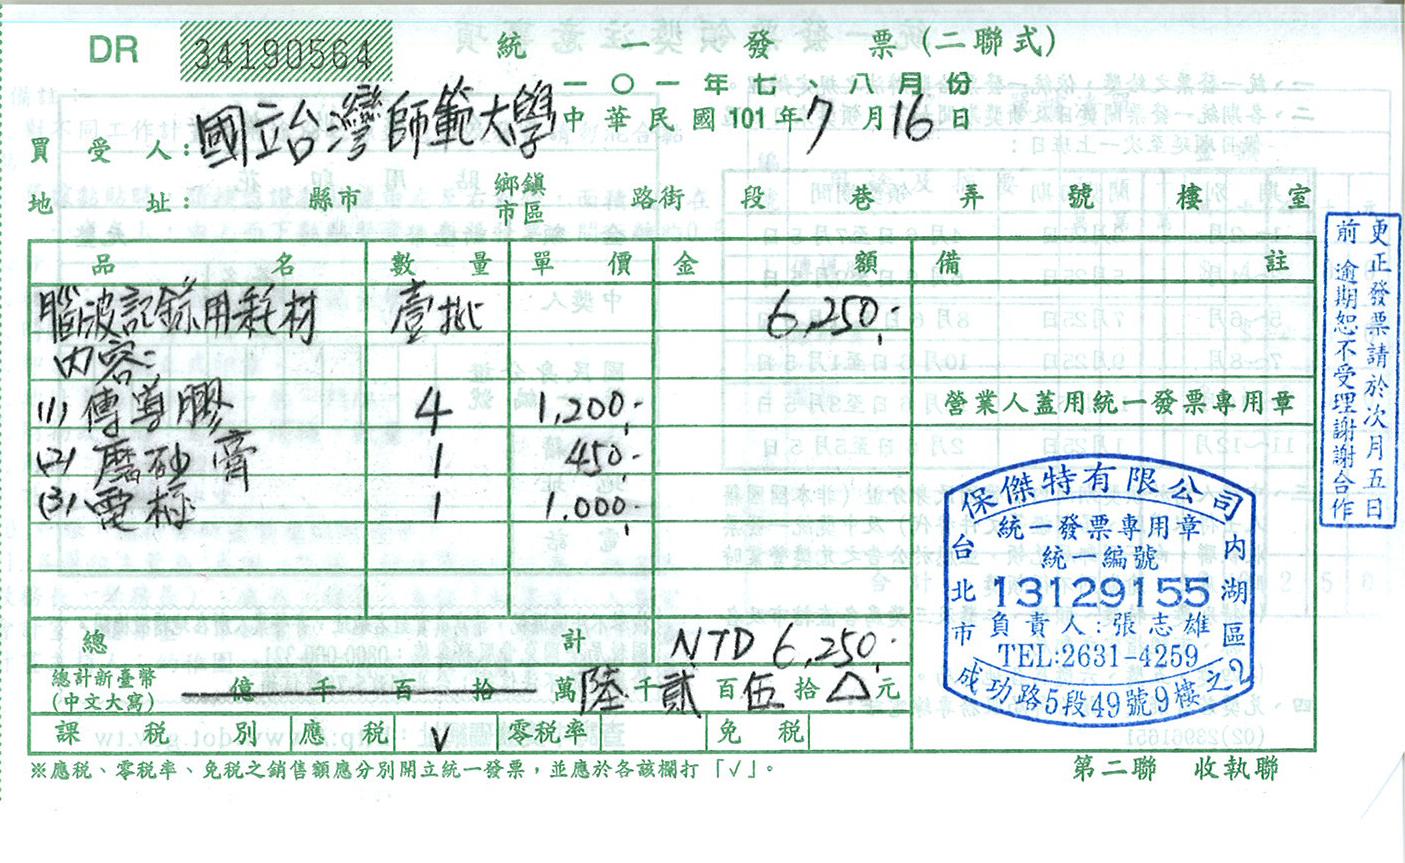 DR 34190564 統一發票(二聯式)
一〇一年七、八月份
中華民國101年7月16日
買受人: 國立台灣師範大學
地址: 縣市 鄉鎮市區 路街 段 巷 弄 號 樓 室
品名 數量 單價 金額 備註
腦波記錄用耗材 壹批 6,250.-
內容:
(1) 傳導膠 4 1,200.-
(2) 磨砂膏 1 450.-
(3) 電極 1 1,000.-
營業人蓋用統一發票專用章
總計 NTD 6,250.-
總計新臺幣(中文大寫) 億千百拾萬陸千貳百伍拾△元
課稅別 應稅 V 零稅率 免稅
※應稅、零稅率、免稅之銷售額應分別開立統一發票,並應於各該欄打「√」。
第二聯 收執聯
保傑特有限公司
統一發票專用章
統一編號
13129155
負責人:張志雄
TEL:2631-4259
台北市內湖區
成功路5段49號9樓之2
更正發票請於次月五日
前逾期恕不受理謝謝合作